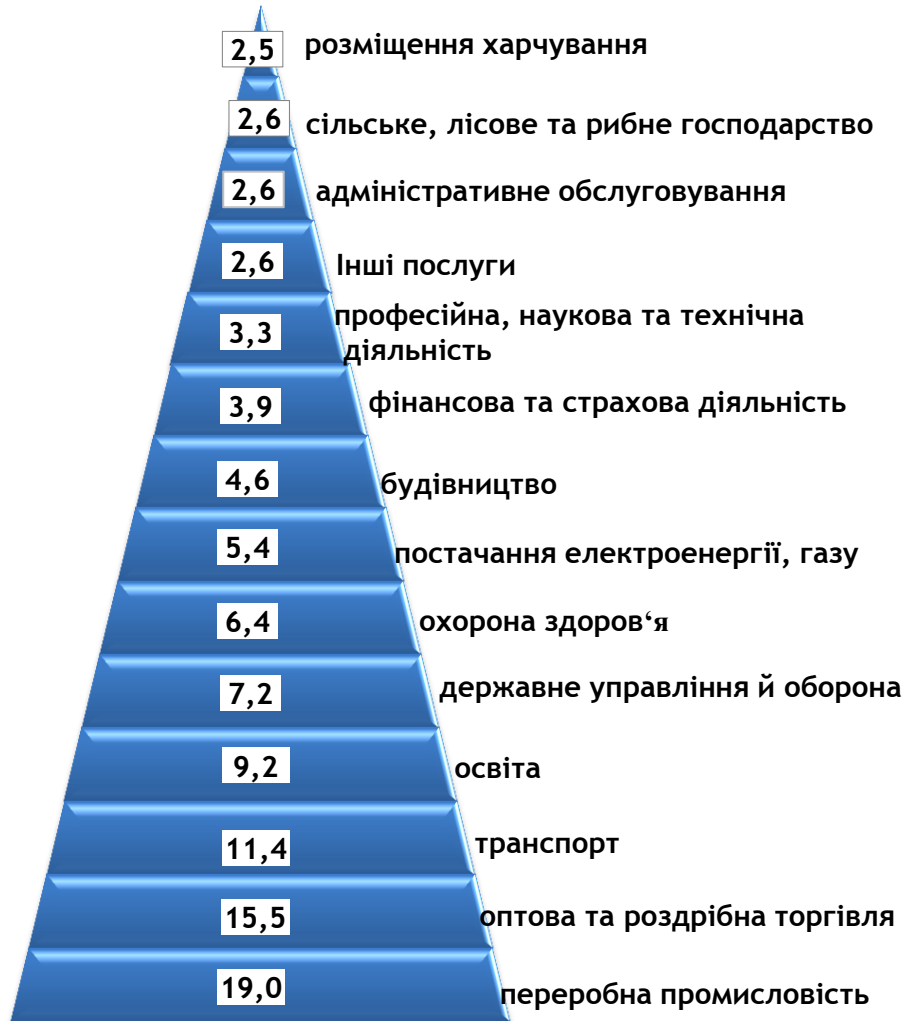 2,5 розміщення харчування
2,6 сільське, лісове та рибне господарство
2,6 адміністративне обслуговування
2,6 Інші послуги
3,3 професійна, наукова та технічна
діяльність
3,9 фінансова та страхова діяльність
4,6 будівництво
5,4 постачання електроенергії, газу
6,4 охорона здоров‘я
7,2 державне управління й оборона
9,2 освіта
11,4 транспорт
15,5 оптова та роздрібна торгівля
19,0 переробна промисловість